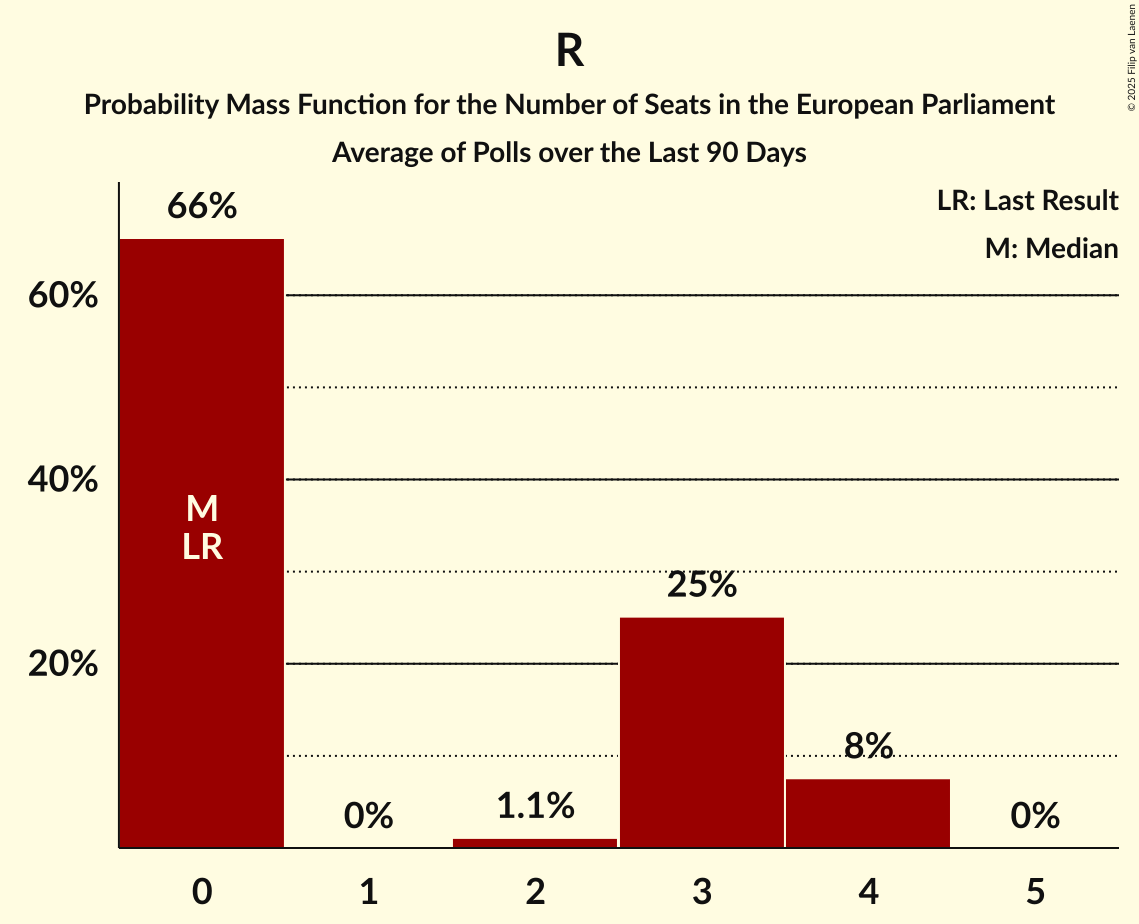 R
Probability Mass Function for the Number of Seats in the European Parliament
Average of Polls over the Last 90 Days
© 2025 Filip van Laenen
LR: Last Result
M: Median
66%
60%
40%
20%
M
LR
0%
1.1%
25%
8%
0%
0 1 2 3 4 5